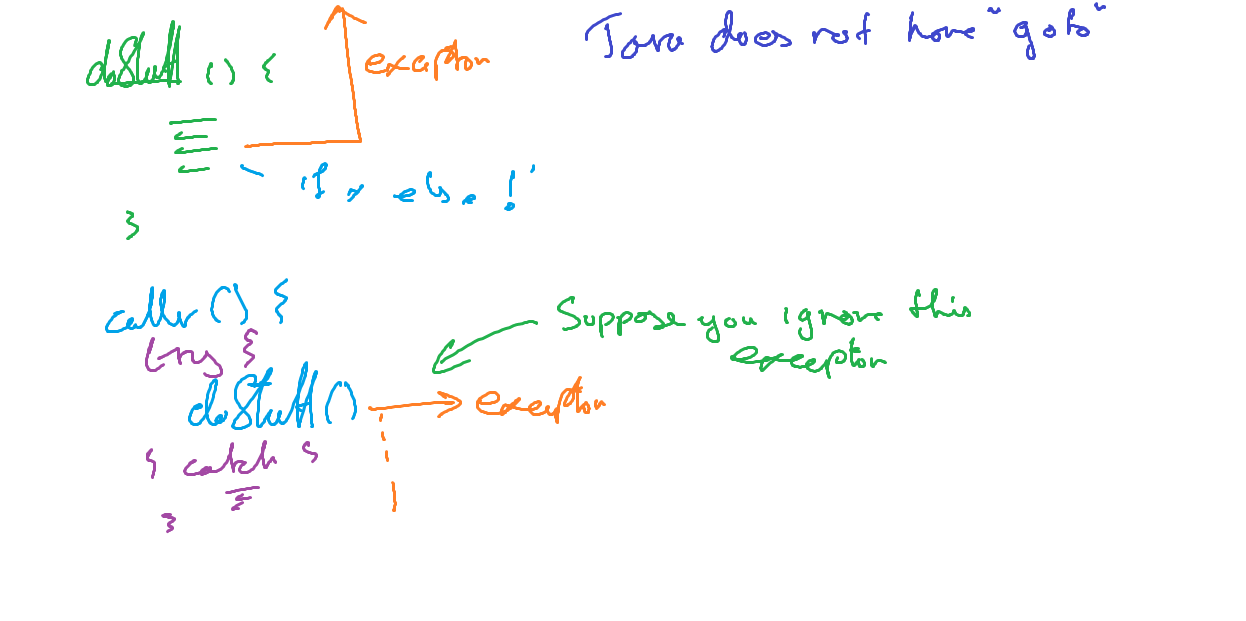 Java does not have "goto"
doStuff () {
exception
if x else !
}
caller () {
try {
Suppose you ignore this
exception
doStuff ()
exception
} catch {
}